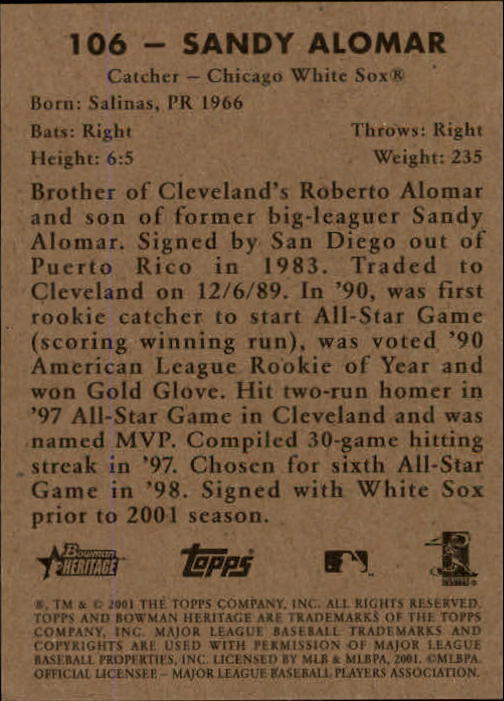 106 – SANDY ALOMAR
Catcher – Chicago White Sox®
Born: Salinas, PR 1966
Bats: Right Throws: Right
Height: 6:5 Weight: 235
Brother of Cleveland's Roberto Alomar
and son of former big-leaguer Sandy
Alomar. Signed by San Diego out of
Puerto Rico in 1983. Traded to
Cleveland on 12/6/89. In '90, was first
rookie catcher to start All-Star Game
(scoring winning run), was voted '90
American League Rookie of Year and
won Gold Glove. Hit two-run homer in
'97 All-Star Game in Cleveland and was
named MVP. Compiled 30-game hitting
streak in '97. Chosen for sixth All-Star
Game in '98. Signed with White Sox
prior to 2001 season.
Bowman HERITAGE Topps
®, TM & © 2001 THE TOPPS COMPANY, INC. ALL RIGHTS RESERVED.
TOPPS AND BOWMAN HERITAGE ARE TRADEMARKS OF THE TOPPS
COMPANY, INC. MAJOR LEAGUE BASEBALL TRADEMARKS AND
COPYRIGHTS ARE USED WITH PERMISSION OF MAJOR LEAGUE
BASEBALL PROPERTIES, INC. LICENSED BY MLB & MLBPA, 2001. ©MLBPA.
OFFICIAL LICENSEE – MAJOR LEAGUE BASEBALL PLAYERS ASSOCIATION.